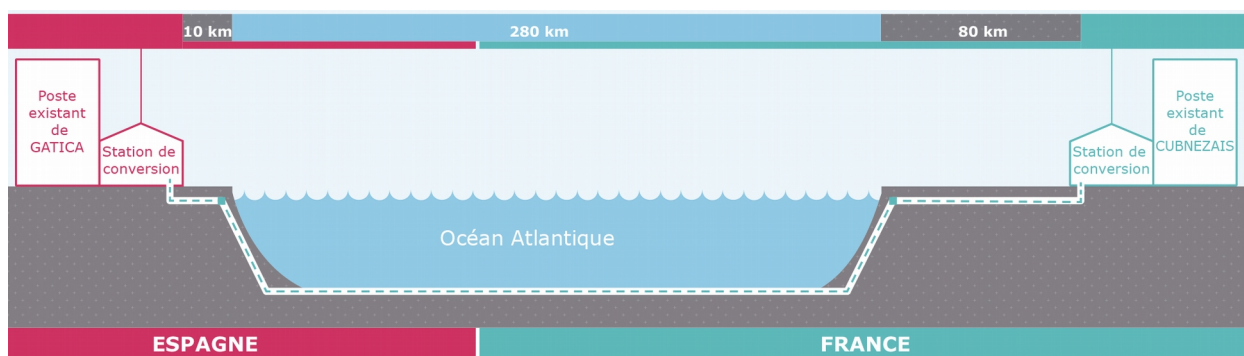 10 km
280 km
80 km
Poste
existant
de
GATICA
Station de
conversion
Océan Atlantique
Station de
conversion
Poste
existant
de
CUBNEZAIS
ESPAGNE
FRANCE